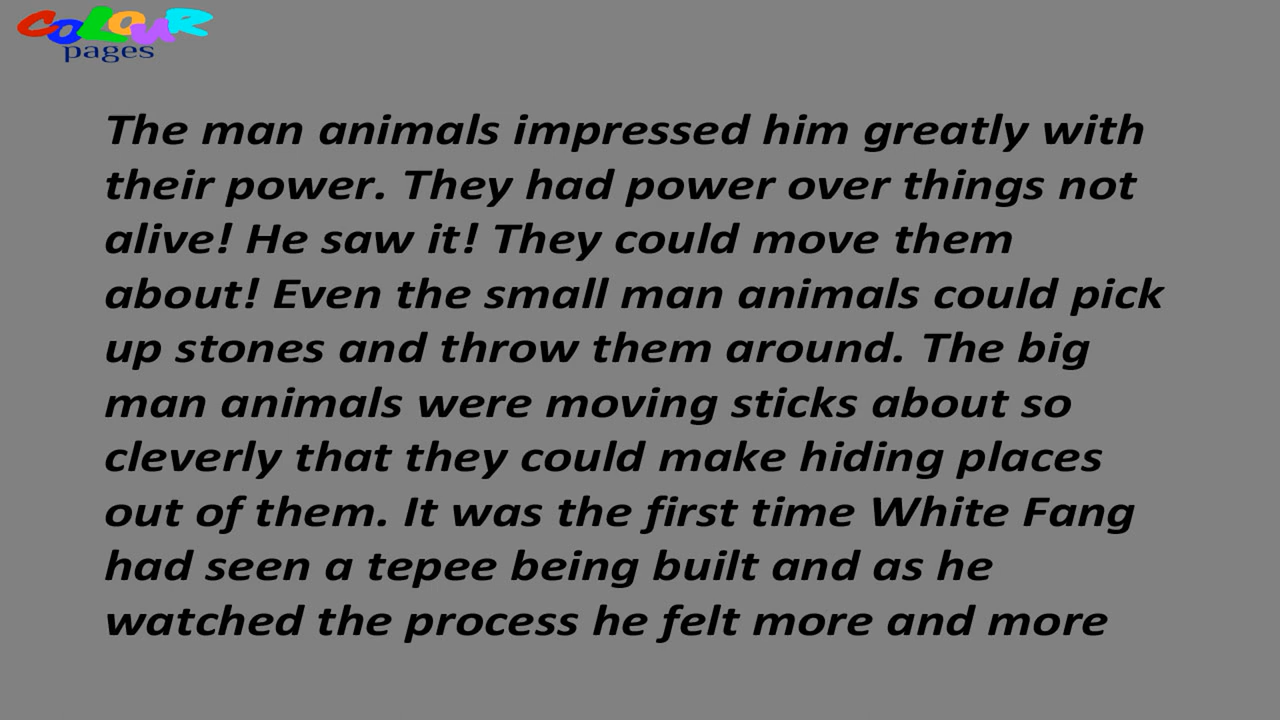 COLOUR
pages
The man animals impressed him greatly with
their power. They had power over things not
alive! He saw it! They could move them
about! Even the small man animals could pick
up stones and throw them around. The big
man animals were moving sticks about so
cleverly that they could make hiding places
out of them. It was the first time White Fang
had seen a tepee being built and as he
watched the process he felt more and more